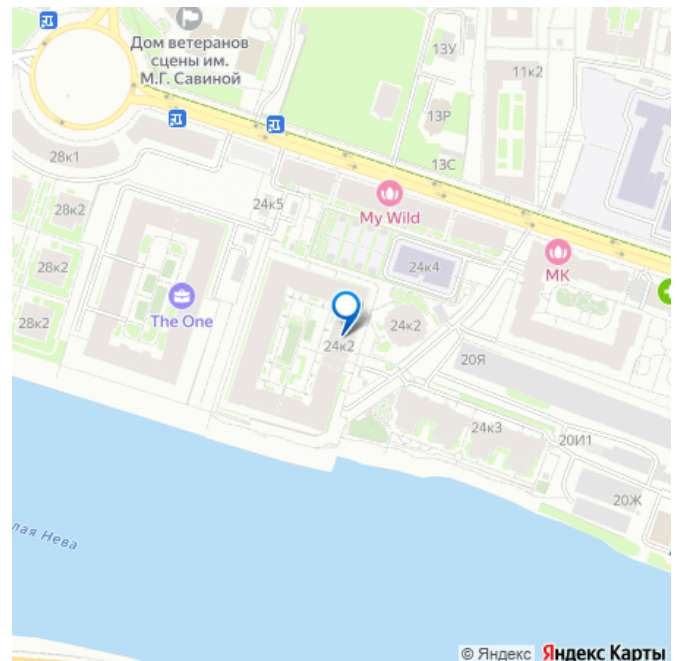 Дом ветеранов
сцены им.
М.Г. Савиной
13У
11к2
13Р
13С
28к1
28к2
24к5
My Wild
28к2
24к4
МК
The One
28к2
24к2
24к2
20Я
24к3
20И1
20Ж
лая Нева
© Яндекс Яндекс Карты